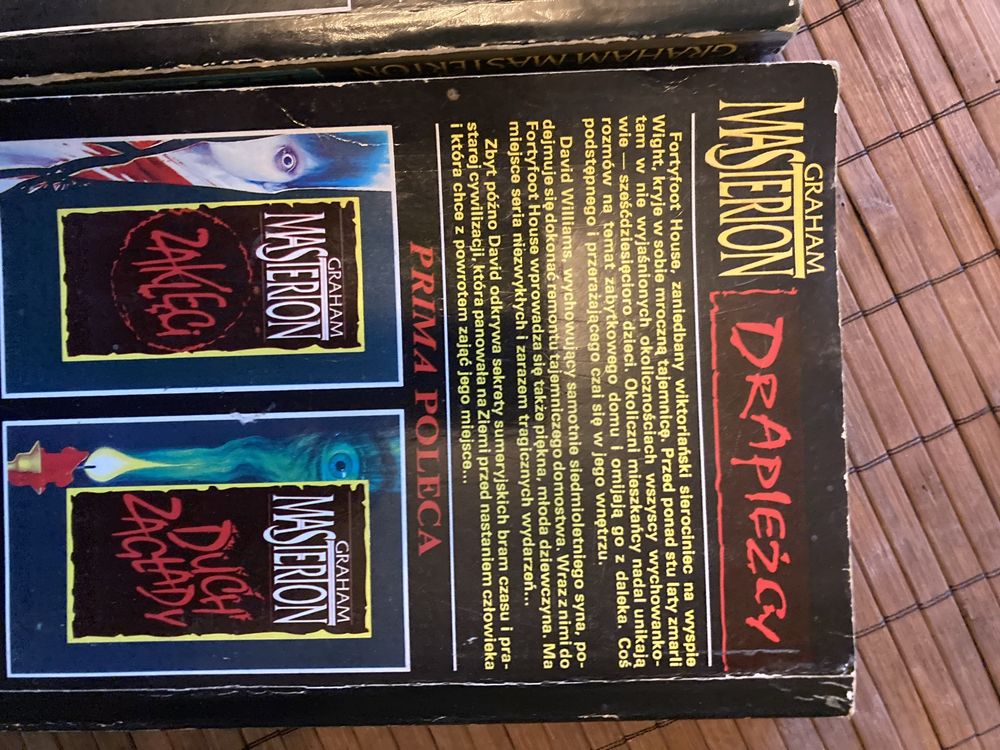 GRAHAM MASTERTON
GRAHAM
MASTERTON
DRAPIEŻCY
Fortyfoot House, zaniedbany wiktoriański sierociniec na wyspie
Wight, kryje w sobie mroczną tajemnicę. Przed ponad stu laty zmarli
tam w nie wyjaśnionych okolicznościach wszyscy wychowanko-
wie — sześćdziesięcioro dzieci. Okoliczni mieszkańcy nadal unikają
rozmów na temat zabytkowego domu i omijają go z daleka. Coś
podstępnego i przerażającego czai się w jego wnętrzu.
David Williams, wychowujący samotnie siedmioletniego syna, po-
dejmuje się dokonać remontu tajemniczego domostwa. Wraz z nimi do
Fortyfoot House wprowadza się także piękna, młoda dziewczyna. Ma
miejsce seria niezwykłych i zarazem tragicznych wydarzeń...
Zbyt późno David odkrywa sekrety sumeryjskich bram czasu i pra-
starej cywilizacji, która panowała na Ziemi przed nastaniem człowieka
i która chce z powrotem zająć jego miejsce...
PRIMA POLECA
GRAHAM
MASTERTON
ZAKLĘCI
GRAHAM
MASTERTON
DUCH
ZAGŁADY